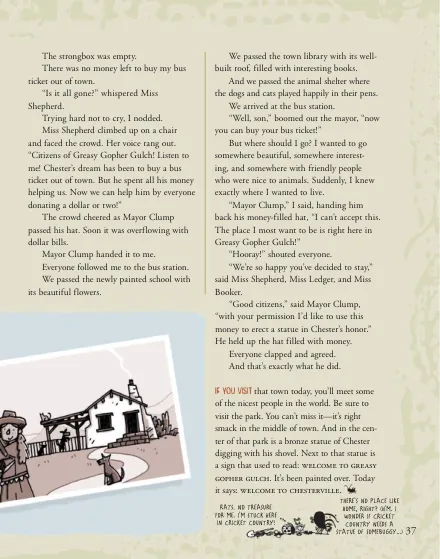 The strongbox was empty.
There was no money left to buy my bus
ticket out of town.
“Is it all gone?” whispered Miss
Shepherd.
Trying hard not to cry, I nodded.
Miss Shepherd climbed up on a chair
and faced the crowd. Her voice rang out.
“Citizens of Greasy Gopher Gulch! Listen to
me! Chester’s dream has been to buy a bus
ticket out of town. But he spent all his money
helping us. Now we can help him by everyone
donating a dollar or two!”
The crowd cheered as Mayor Clump
passed his hat. Soon it was overflowing with
dollar bills.
Mayor Clump handed it to me.
Everyone followed me to the bus station.
We passed the newly painted school with
its beautiful flowers.
We passed the town library with its well-
built roof, filled with interesting books.
And we passed the animal shelter where
the dogs and cats played happily in their pens.
We arrived at the bus station.
“Well, son,” boomed out the mayor, “now
you can buy your bus ticket!”
But where should I go? I wanted to go
somewhere beautiful, somewhere interest-
ing, and somewhere with friendly people
who were nice to animals. Suddenly, I knew
exactly where I wanted to live.
“Mayor Clump,” I said, handing him
back his money-filled hat, “I can’t accept this.
The place I most want to be is right here in
Greasy Gopher Gulch!”
“Hooray!” shouted everyone.
“We’re so happy you’ve decided to stay,”
said Miss Shepherd, Miss Ledger, and Miss
Booker.
“Good citizens,” said Mayor Clump,
“with your permission I’d like to use this
money to erect a statue in Chester’s honor.”
He held up the hat filled with money.
Everyone clapped and agreed.
And that’s exactly what he did.
IF YOU VISIT that town today, you’ll meet some
of the nicest people in the world. Be sure to
visit the park. You can’t miss it—it’s right
smack in the middle of town. And in the cen-
ter of that park is a bronze statue of Chester
digging with his shovel. Next to that statue is
a sign that used to read: WELCOME TO GREASY
GOPHER GULCH. It’s been painted over. Today
it says: WELCOME TO CHESTERVILLE.
RATS. NO TREASURE
FOR ME. I'M STUCK HERE
IN CRICKET COUNTRY!
THERE'S NO PLACE LIKE
HOME, RIGHT? I
WONDER IF CRICKET
COUNTRY NEEDS A
STATUE OF SOMEBUGGY...
37